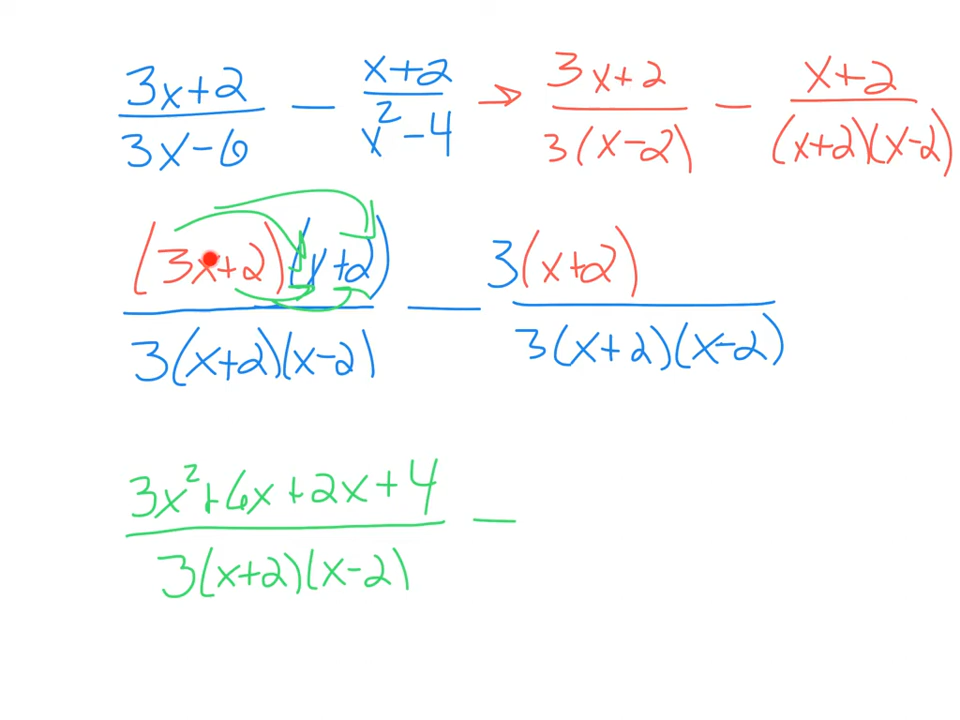 (3x+2)/(3x-6) - (x+2)/(x²-4) → (3x+2)/(3(x-2)) - (x+2)/((x+2)(x-2))
((3x+2)(x+2))/(3(x+2)(x-2)) - (3(x+2))/(3(x+2)(x-2))
(3x²+6x+2x+4)/(3(x+2)(x-2)) -